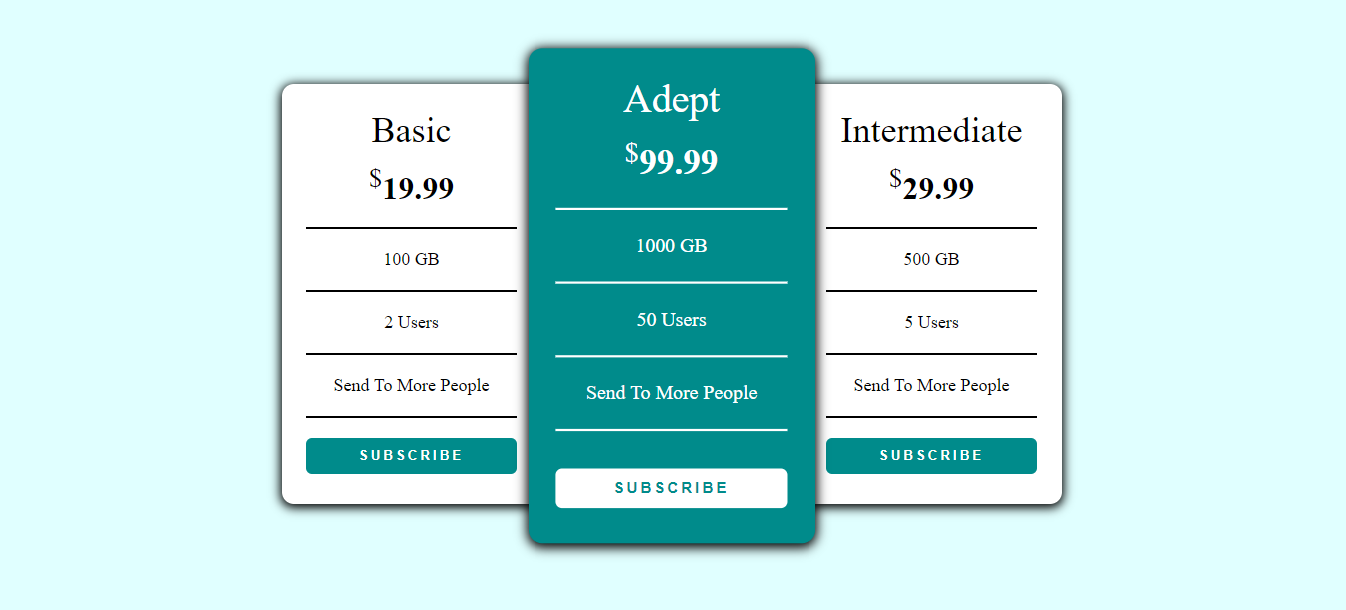 Basic
$19.99
100 GB
2 Users
Send To More People
SUBSCRIBE
Adept
$99.99
1000 GB
50 Users
Send To More People
SUBSCRIBE
Intermediate
$29.99
500 GB
5 Users
Send To More People
SUBSCRIBE